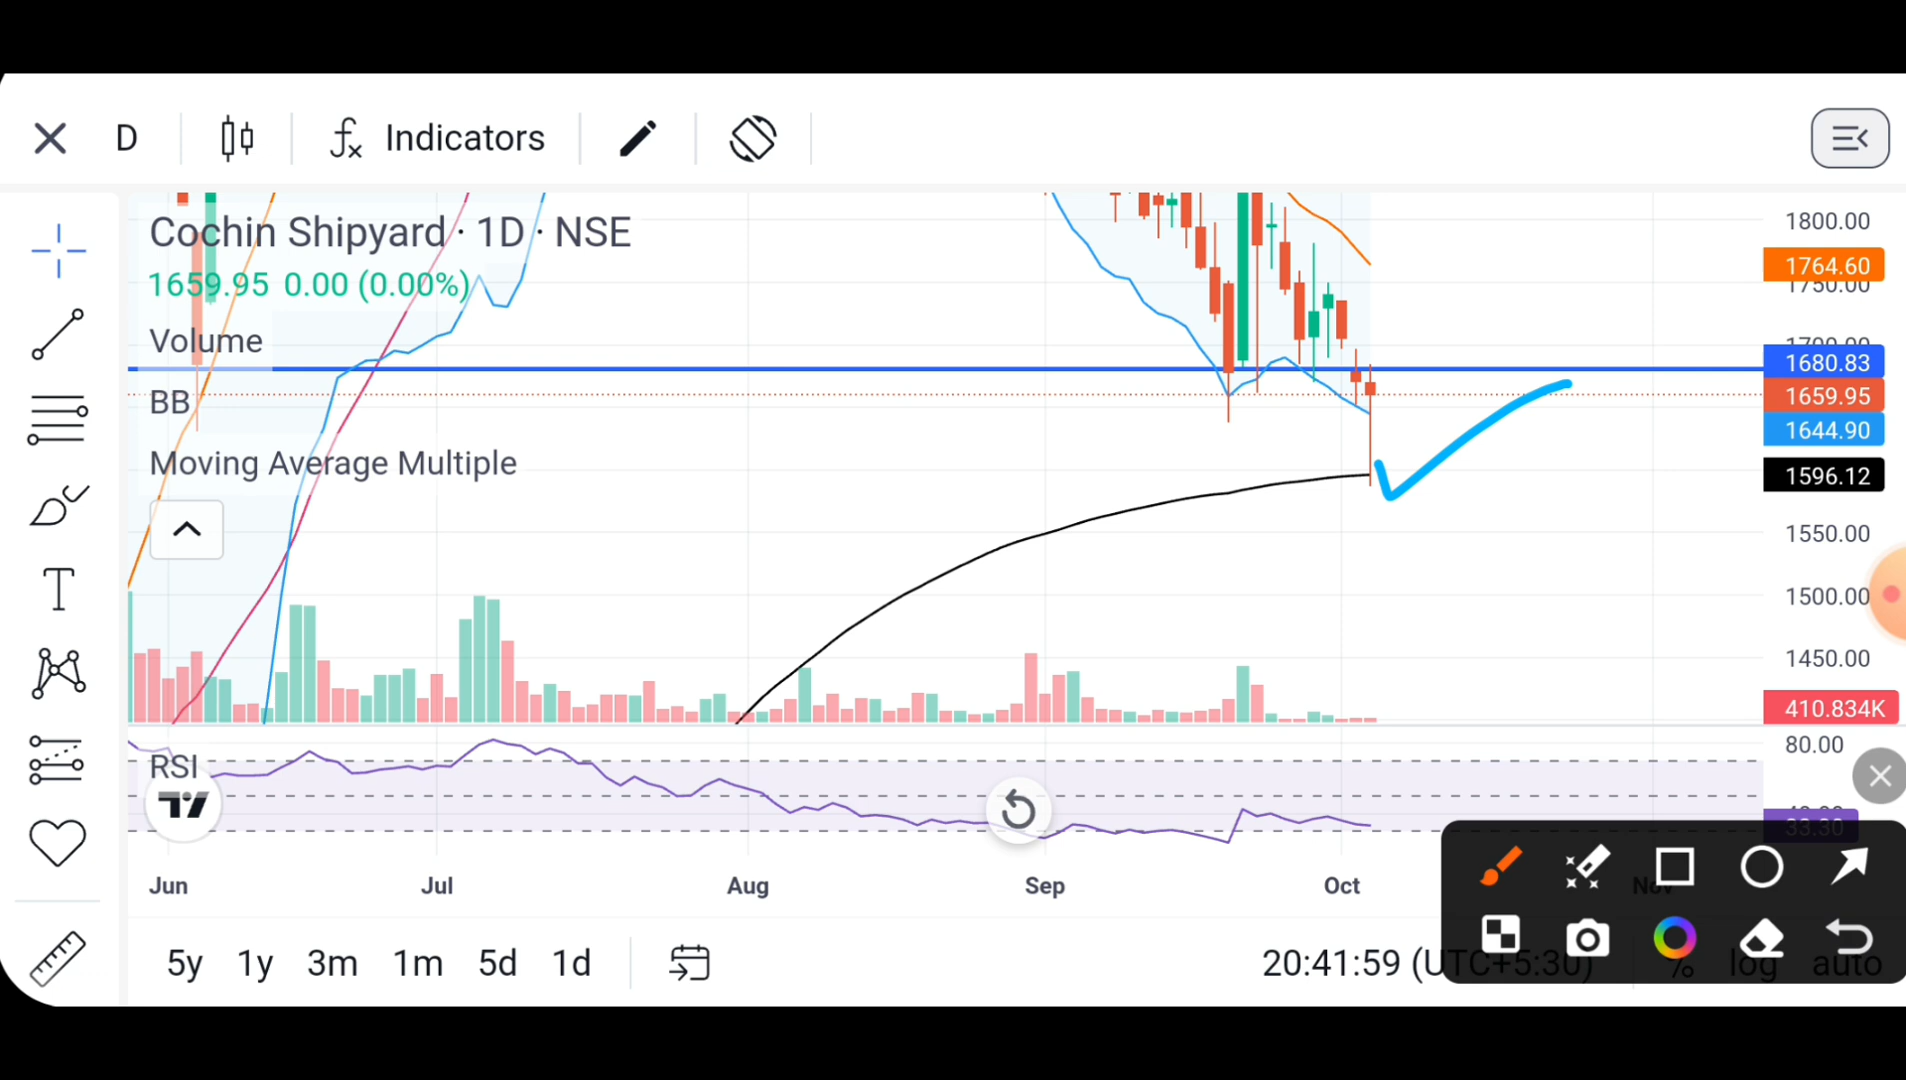 D
Indicators
Cochin Shipyard · 1D · NSE
1659.95 0.00 (0.00%)
Volume
BB
Moving Average Multiple
1800.00
1764.60
1750.00
1700.00
1680.83
1659.95
1644.90
1596.12
1550.00
1500.00
1450.00
410.834K
RSI
80.00
33.30
Jun Jul Aug Sep Oct Nov
5y 1y 3m 1m 5d 1d
20:41:59 (UTC+5:30) % log auto